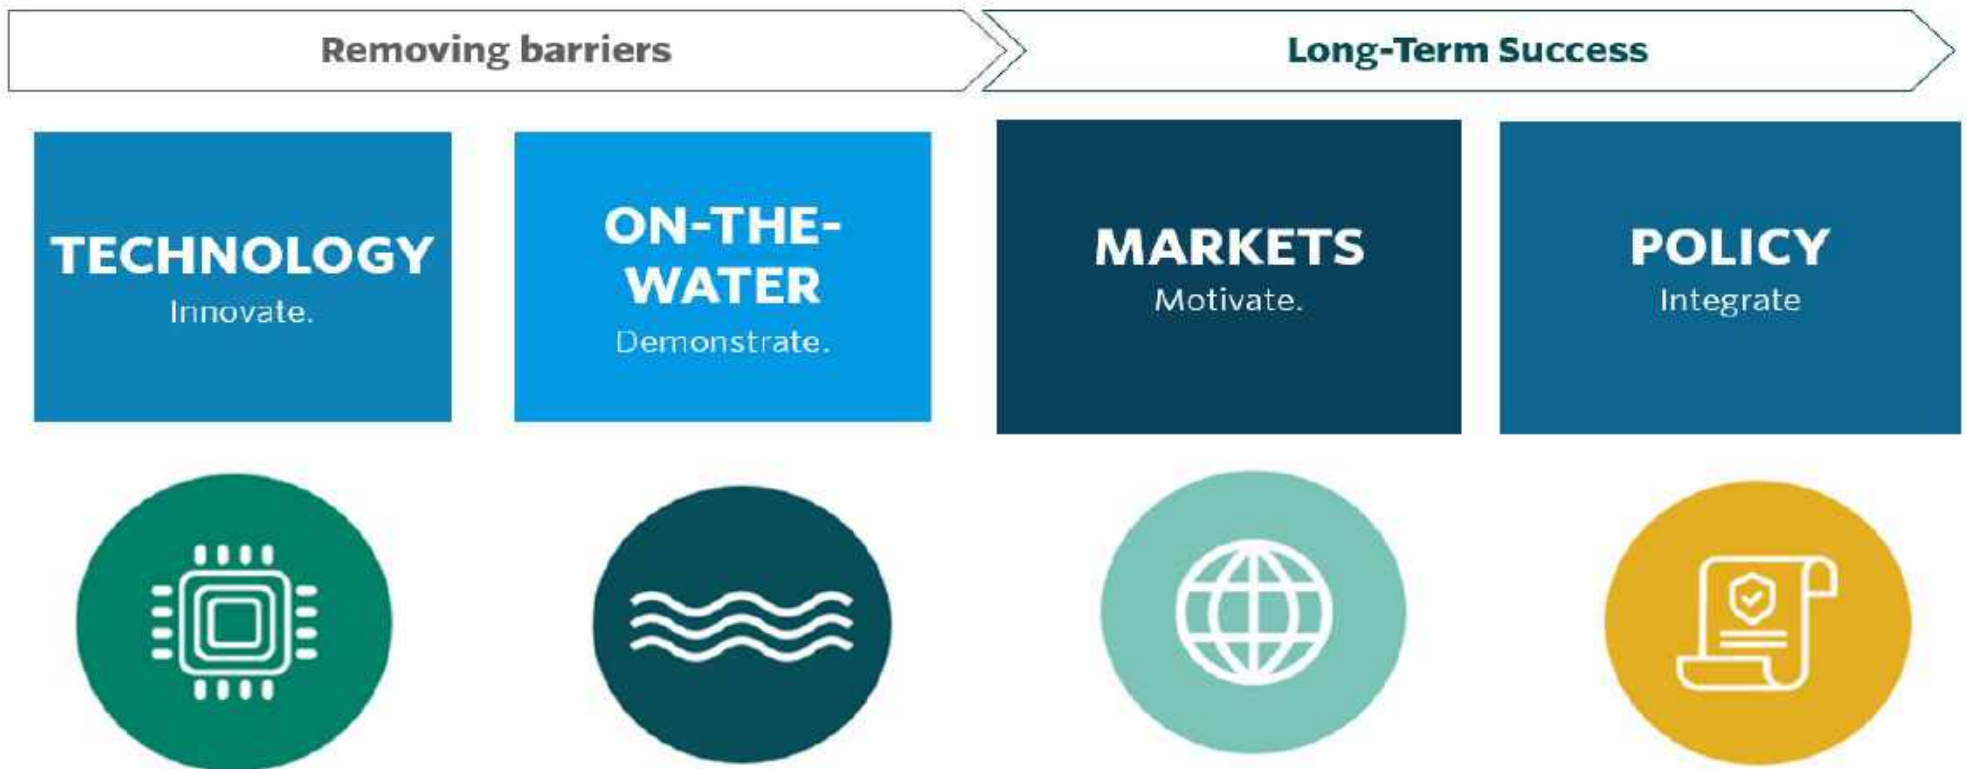 Removing barriers
Long-Term Success
TECHNOLOGY
Innovate.
ON-THE-
WATER
Demonstrate.
MARKETS
Motivate.
POLICY
Integrate